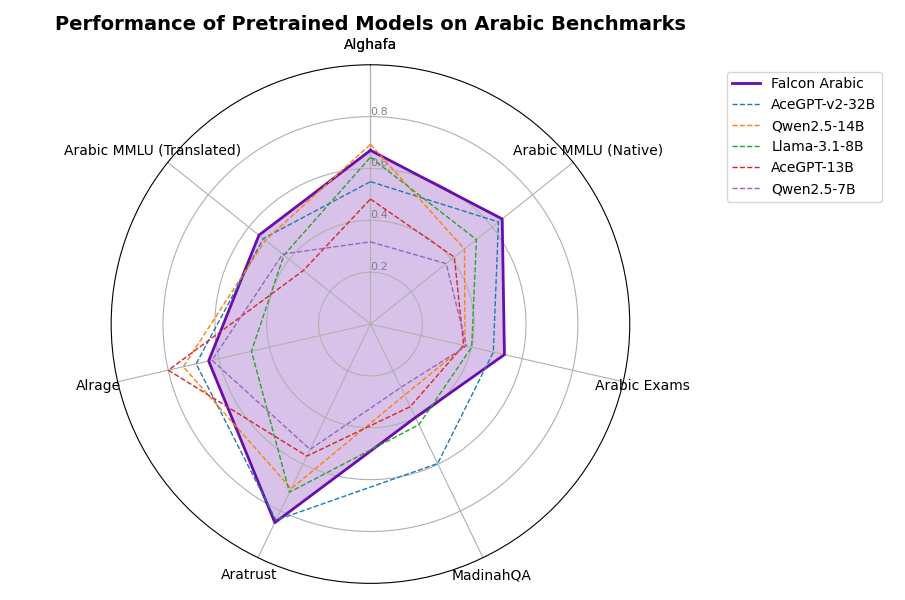 Performance of Pretrained Models on Arabic Benchmarks
Alghafa
Arabic MMLU (Native)
Arabic Exams
MadinahQA
Aratrust
Alrage
Arabic MMLU (Translated)
0.8
0.6
0.4
0.2
Falcon Arabic
AceGPT-v2-32B
Qwen2.5-14B
Llama-3.1-8B
AceGPT-13B
Qwen2.5-7B